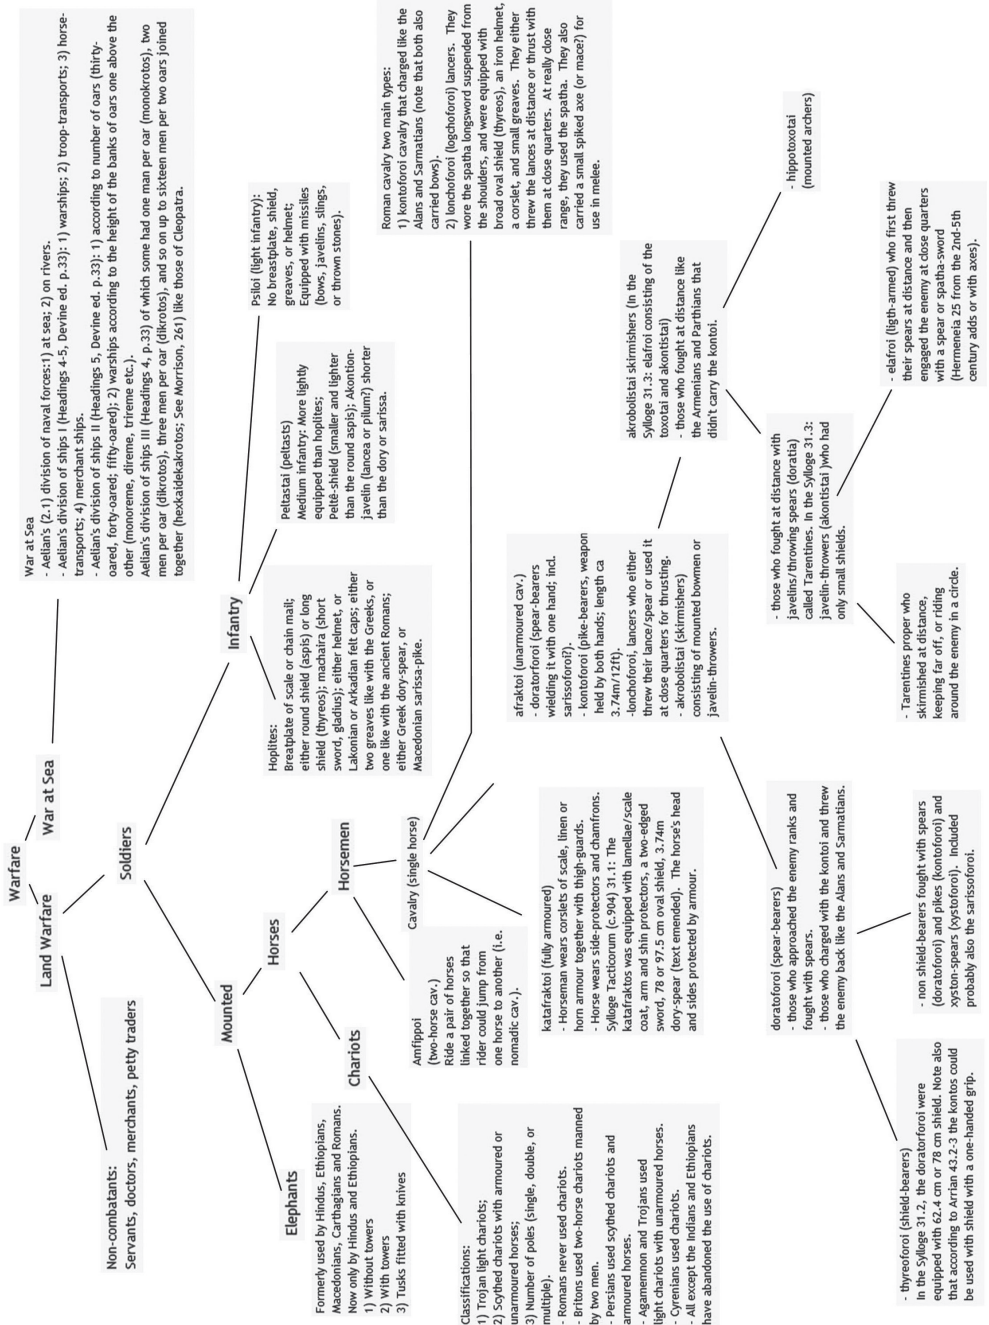 Warfare
Land Warfare
War at Sea
War at Sea
- Aelian's (2.1) division of naval forces:1) at sea; 2) on rivers.
- Aelian's division of ships I (Headings 4-5, Devine ed. p.33): 1) warships; 2) troop-transports; 3) horse-
transports; 4) merchant ships.
- Aelian's division of ships II (Headings 5, Devine ed. p.33): 1) according to number of oars (thirty-
oared, forty-oared; fifty-oared); 2) warships according to the height of the banks of oars one above the
other (monoreme, direme, trireme etc.).
Aelian's division of ships III (Headings 4, p.33) of which some had one man per oar (monokrotos), two
men per oar (dikrotos), three men per oar (dikrotos), and so on up to sixteen men per two oars joined
together (hexkaidekakrotos; See Morrison, 261) like those of Cleopatra.
Non-combatants:
Servants, doctors, merchants, petty traders
Soldiers
Mounted
Infantry
Hoplites:
Breatplate of scale or chain mail;
either round shield (aspis) or long
shield (thyreos); machaira (short
sword, gladius); either helmet, or
Lakonian or Arkadian felt caps; either
two greaves like with the Greeks, or
one like with the ancient Romans;
either Greek dory-spear, or
Macedonian sarissa-pike.
Peltastai (peltasts)
Medium infantry: More lightly
equipped than hoplites;
Peltē-shield (smaller and lighter
than the round aspis); Akontion-
javelin (lancea or pilum?) shorter
than the dory or sarissa.
Psiloi (light infantry):
No breastplate, shield,
greaves, or helmet;
Equipped with missiles
(bows, javelins, slings,
or thrown stones).
Elephants
Formerly used by Hindus, Ethiopians,
Macedonians, Carthagians and Romans.
Now only by Hindus and Ethiopians.
1) Without towers
2) With towers
3) Tusks fitted with knives
Horses
Chariots
Classifications:
1) Trojan light chariots;
2) Scythed chariots with armoured or
unarmoured horses;
3) Number of poles (single, double, or
multiple).
- Romans never used chariots.
- Britons used two-horse chariots manned
by two men.
- Persians used scythed chariots and
armoured horses.
- Agamemnon and Trojans used
light chariots with unarmoured horses.
- Cyrenians used chariots.
- All except the Indians and Ethiopians
have abandoned the use of chariots.
Horsemen
Amfippoi
(two-horse cav.)
Ride a pair of horses
linked together so that
rider could jump from
one horse to another (i.e.
nomadic cav.).
Cavalry (single horse)
Roman cavalry two main types:
1) kontoforoi cavalry that charged like the
Alans and Sarmatians (note that both also
carried bows).
2) lonchoforoi (logchoforoi) lancers. They
wore the spatha longsword suspended from
the shoulders, and were equipped with
broad oval shield (thyreos), an iron helmet,
a corslet, and small greaves. They either
threw the lances at distance or thrust with
them at close quarters. At really close
range, they used the spatha. They also
carried a small spiked axe (or mace?) for
use in melee.
katafraktoi (fully armoured)
- Horseman wears corslets of scale, linen or
horn armour together with thigh-guards.
- Horse wears side-protectors and chamfrons.
Sylloge Tacticorum (c.904) 31.1: The
katafraktos was equipped with lamellae/scale
coat, arm and shin protectors, a two-edged
sword, 78 or 97.5 cm oval shield, 3.74m
dory-spear (text emended). The horse's head
and sides protected by armour.
afraktoi (unarmoured cav.)
- doratorforoi (spear-bearers
wielding it with one hand; incl.
sarissoforoi?).
- kontoforoi (pike-bearers, weapon
held by both hands; length ca
3.74m/12ft).
-lonchoforoi, lancers who either
threw their lance/spear or used it
at close quarters for thrusting.
- akrobolistai (skirmishers)
consisting of mounted bowmen or
javelin-throwers.
akrobolistai skirmishers (In the
Sylloge 31.3: elafroi consisting of the
toxotai and akontistai)
- those who fought at distance like
the Armenians and Parthians that
didn't carry the kontoi.
- hippotoxotai
(mounted archers)
- those who fought at distance with
javelins/throwing spears (doratia)
called Tarentines. In the Sylloge 31.3:
javelin-throwers (akontistai )who had
only small shields.
- Tarentines proper who
skirmished at distance,
keeping far off, or riding
around the enemy in a circle.
- elafroi (ligth-armed) who first threw
their spears at distance and then
engaged the enemy at close quarters
with a spear or spatha-sword
(Hermeneia 25 from the 2nd-5th
century adds or with axes).
doratoforoi) (spear-bearers)
- those who approached the enemy ranks and
fought with spears.
- those who charged with the kontoi and threw
the enemy back like the Alans and Sarmatians.
- thyreoforoi (shield-bearers)
In the Sylloge 31.2, the doratorforoi were
equipped with 62.4 cm or 78 cm shield. Note also
that according to Arrian 43.2-3 the kontos could
be used with shield with a one-handed grip.
- non shield-bearers fought with spears
(doratoforoi) and pikes (kontoforoi) and
xyston-spears (xystoforoi). Included
probably also the sarissoforoi.